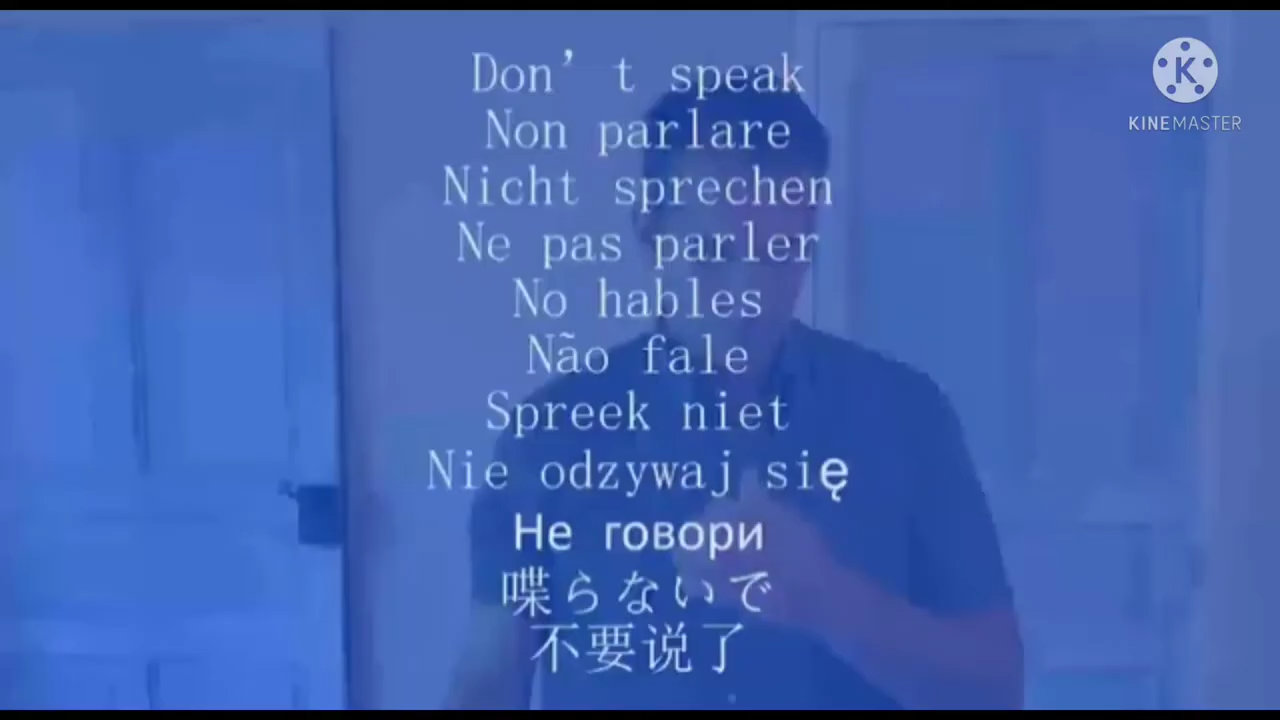 Don’t speak
Non parlare
Nicht sprechen
Ne pas parler
No hables
Não fale
Spreek niet
Nie odzywaj się
Не говори
喋らないで
不要说了
K
KINEMASTER